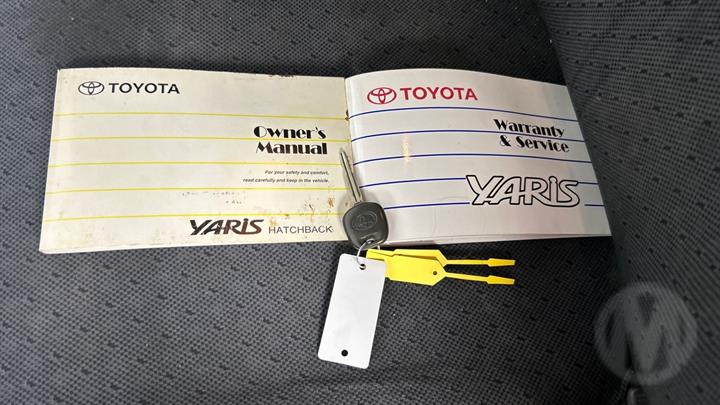 TOYOTA
Owner's
Manual
For your safety and comfort,
read carefully and keep in the vehicle.
YARIS HATCHBACK
TOYOTA
Warranty
& Service
YARIS
M